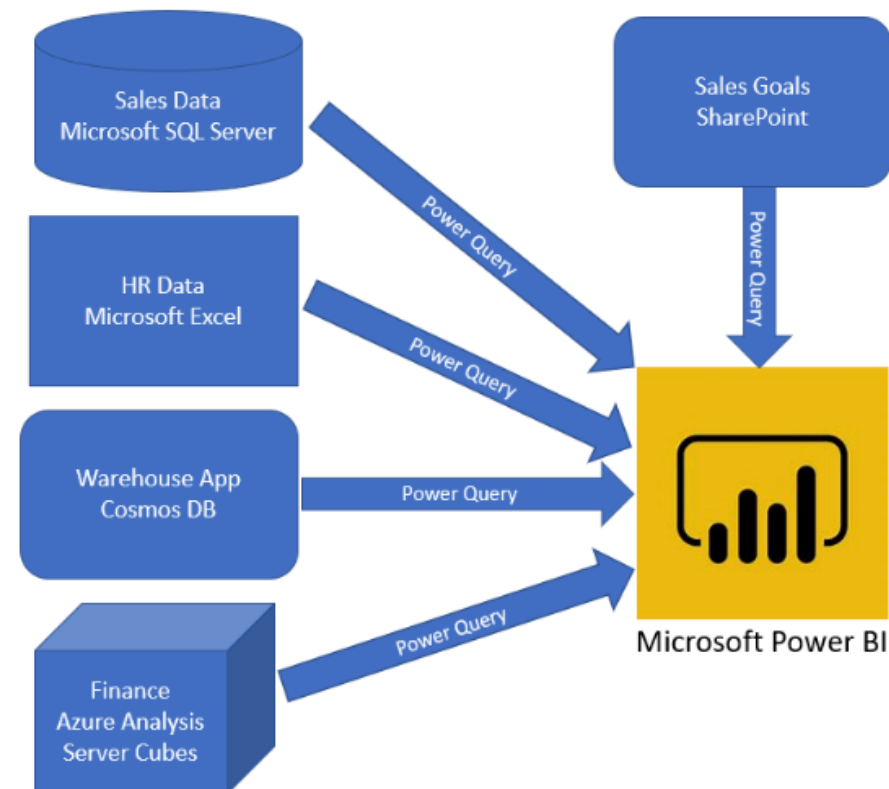 Sales Data
Microsoft SQL Server
Sales Goals
SharePoint
Power Query
Power Query
HR Data
Microsoft Excel
Power Query
Warehouse App
Cosmos DB
Power Query
Power Query
Microsoft Power BI
Finance
Azure Analysis
Server Cubes